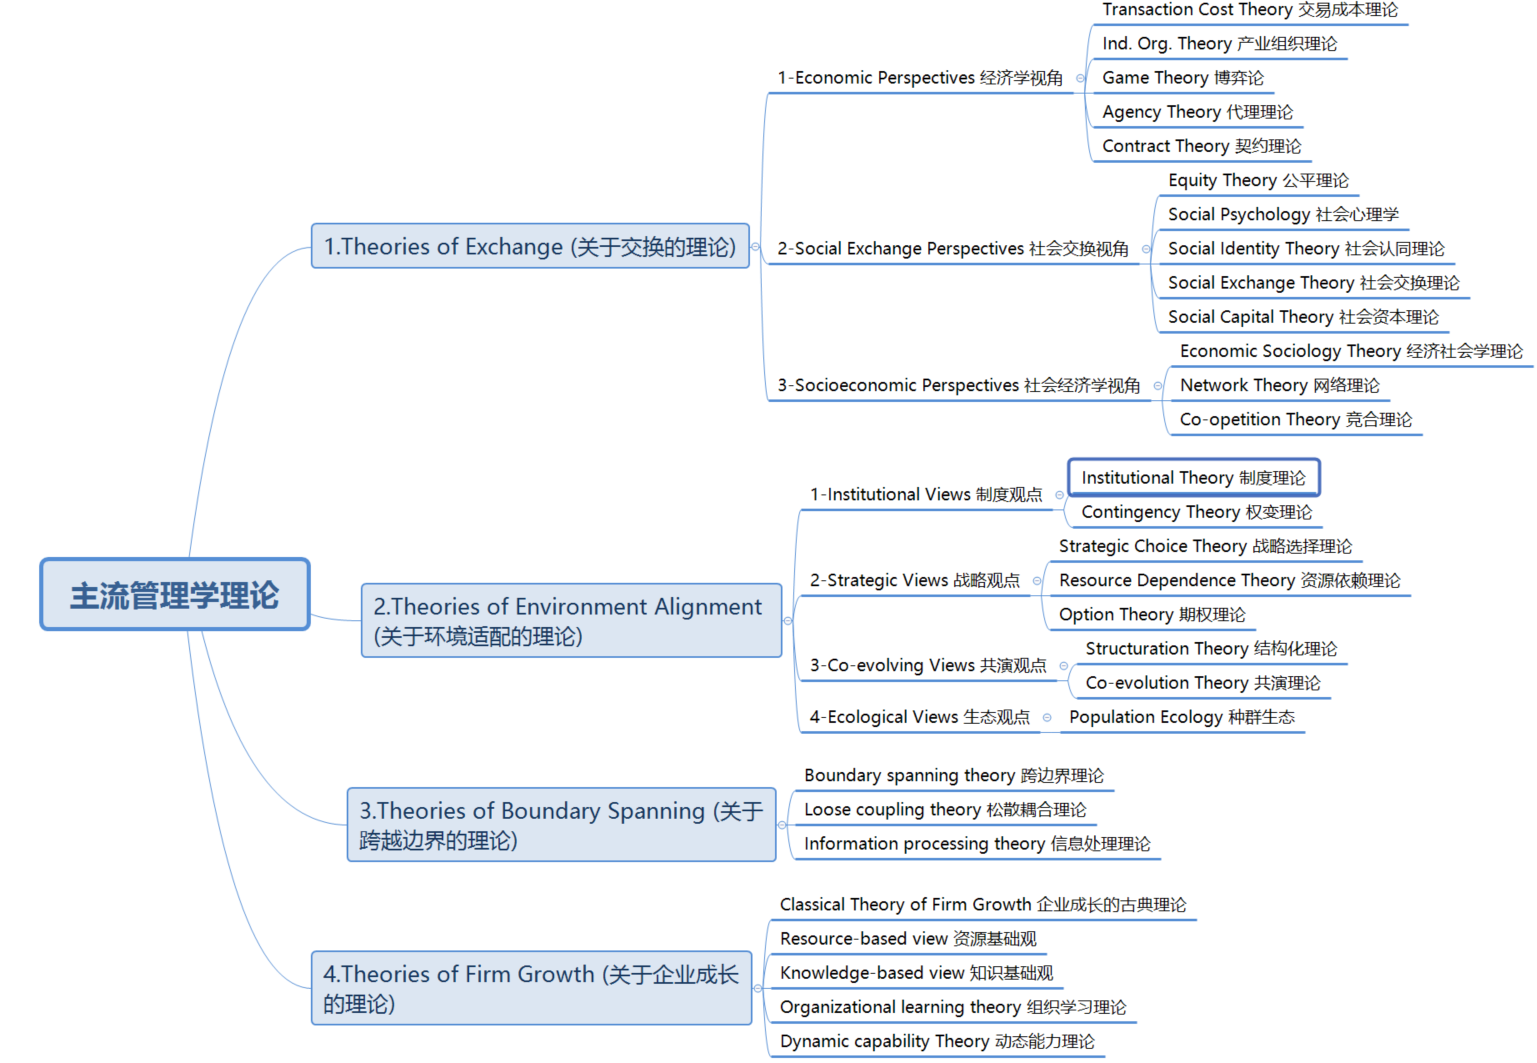 主流管理学理论
1.Theories of Exchange (关于交换的理论)
1-Economic Perspectives 经济学视角
Transaction Cost Theory 交易成本理论
Ind. Org. Theory 产业组织理论
Game Theory 博弈论
Agency Theory 代理理论
Contract Theory 契约理论
2-Social Exchange Perspectives 社会交换视角
Equity Theory 公平理论
Social Psychology 社会心理学
Social Identity Theory 社会认同理论
Social Exchange Theory 社会交换理论
Social Capital Theory 社会资本理论
3-Socioeconomic Perspectives 社会经济学视角
Economic Sociology Theory 经济社会学理论
Network Theory 网络理论
Co-opetition Theory 竞合理论
2.Theories of Environment Alignment
(关于环境适配的理论)
1-Institutional Views 制度观点
Institutional Theory 制度理论
Contingency Theory 权变理论
2-Strategic Views 战略观点
Strategic Choice Theory 战略选择理论
Resource Dependence Theory 资源依赖理论
Option Theory 期权理论
3-Co-evolving Views 共演观点
Structuration Theory 结构化理论
Co-evolution Theory 共演理论
4-Ecological Views 生态观点
Population Ecology 种群生态
3.Theories of Boundary Spanning (关于
跨越边界的理论)
Boundary spanning theory 跨边界理论
Loose coupling theory 松散耦合理论
Information processing theory 信息处理理论
4.Theories of Firm Growth (关于企业成长
的理论)
Classical Theory of Firm Growth 企业成长的古典理论
Resource-based view 资源基础观
Knowledge-based view 知识基础观
Organizational learning theory 组织学习理论
Dynamic capability Theory 动态能力理论